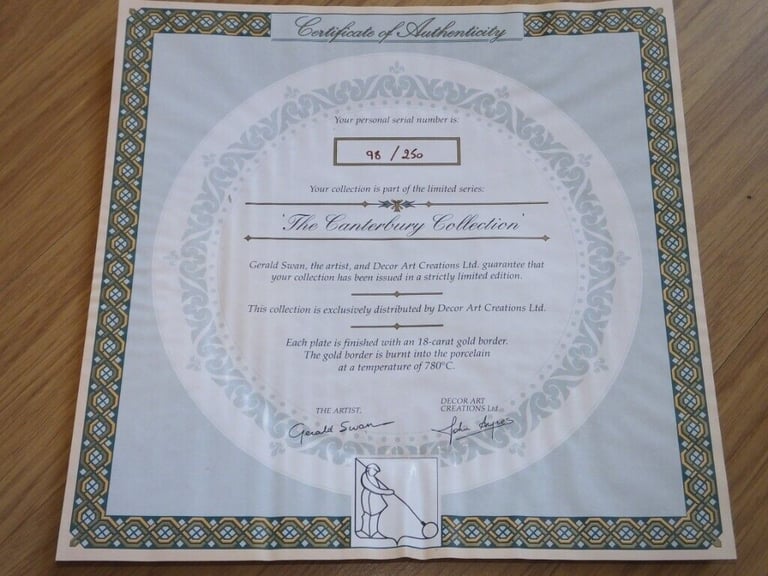 Certificate of Authenticity
Your personal serial number is:
98 / 250
Your collection is part of the limited series:
'The Canterbury Collection'
Gerald Swan, the artist, and Decor Art Creations Ltd. guarantee that
your collection has been issued in a strictly limited edition.
This collection is exclusively distributed by Decor Art Creations Ltd.
Each plate is finished with an 18-carat gold border.
The gold border is burnt into the porcelain
at a temperature of 780°C.
THE ARTIST,
Gerald Swan
DECOR ART
CREATIONS Ltd.,
John